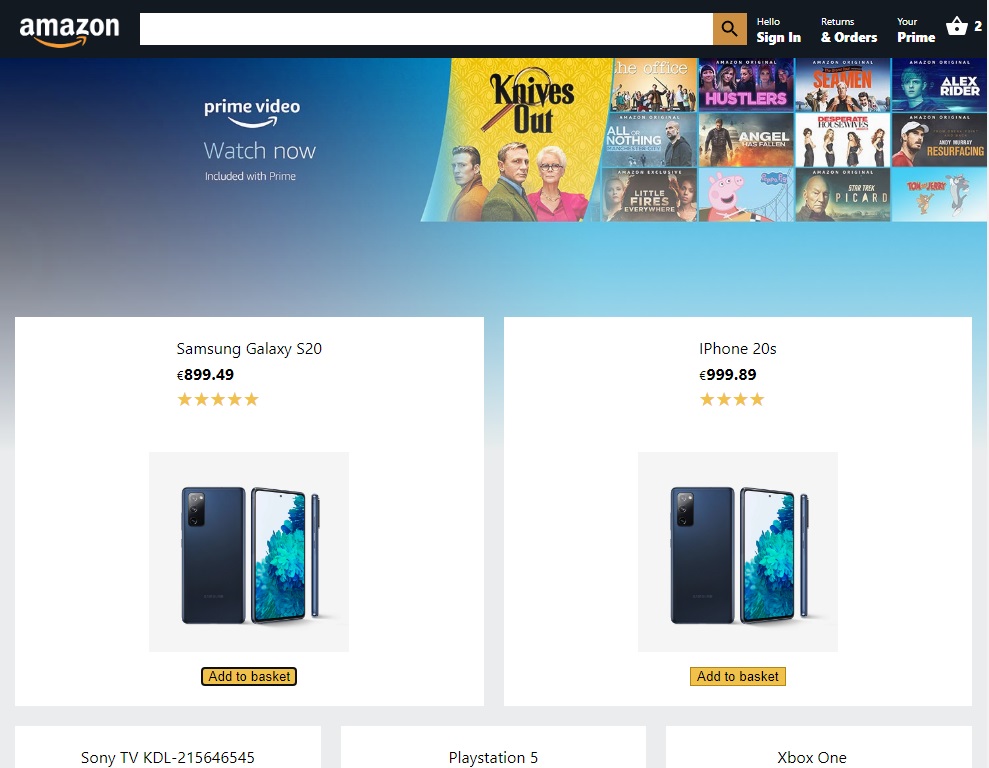 amazon
Hello
Sign In
Returns
& Orders
Your
Prime
2
prime video
Watch now
Included with Prime
Knives
Out
the office
AMAZON ORIGINAL
HUSTLERS
AMAZON ORIGINAL
SEAMEN
AMAZON ORIGINAL
ALEX
RIDER
AMAZON ORIGINAL
ALL OR
NOTHING
MANCHESTER CITY
ANGEL
HAS FALLEN
DESPERATE
HOUSEWIVES
AMAZON ORIGINAL
ANDY MURRAY
RESURFACING
AMAZON EXCLUSIVE
LITTLE
FIRES
EVERYWHERE
Peppa Pig
AMAZON ORIGINAL
STAR TREK
PICARD
TOM and JERRY
Samsung Galaxy S20
€899.49
IPhone 20s
€999.89
Add to basket
Add to basket
Sony TV KDL-215646545
Playstation 5
Xbox One